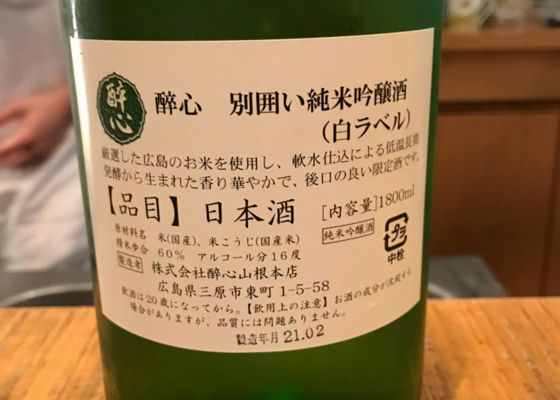 醉心
醉心 別囲い純米吟醸酒
(白ラベル)
厳選した広島のお米を使用し、軟水仕込による低温長期
発酵から生まれた香り華やかで、後口の良い限定酒です。
【品目】日本酒 [内容量]1800ml
原材料名 米(国産)、米こうじ(国産米) 純米吟醸酒 プラ
精米歩合 60% アルコール分16度 中栓
製造者 株式会社醉心山根本店
広島県三原市東町1-5-58
飲酒は20歳になってから。【飲用上の注意】お酒の成分が沈殿する
場合がありますが、品質には問題ありません。
製造年月 21.02